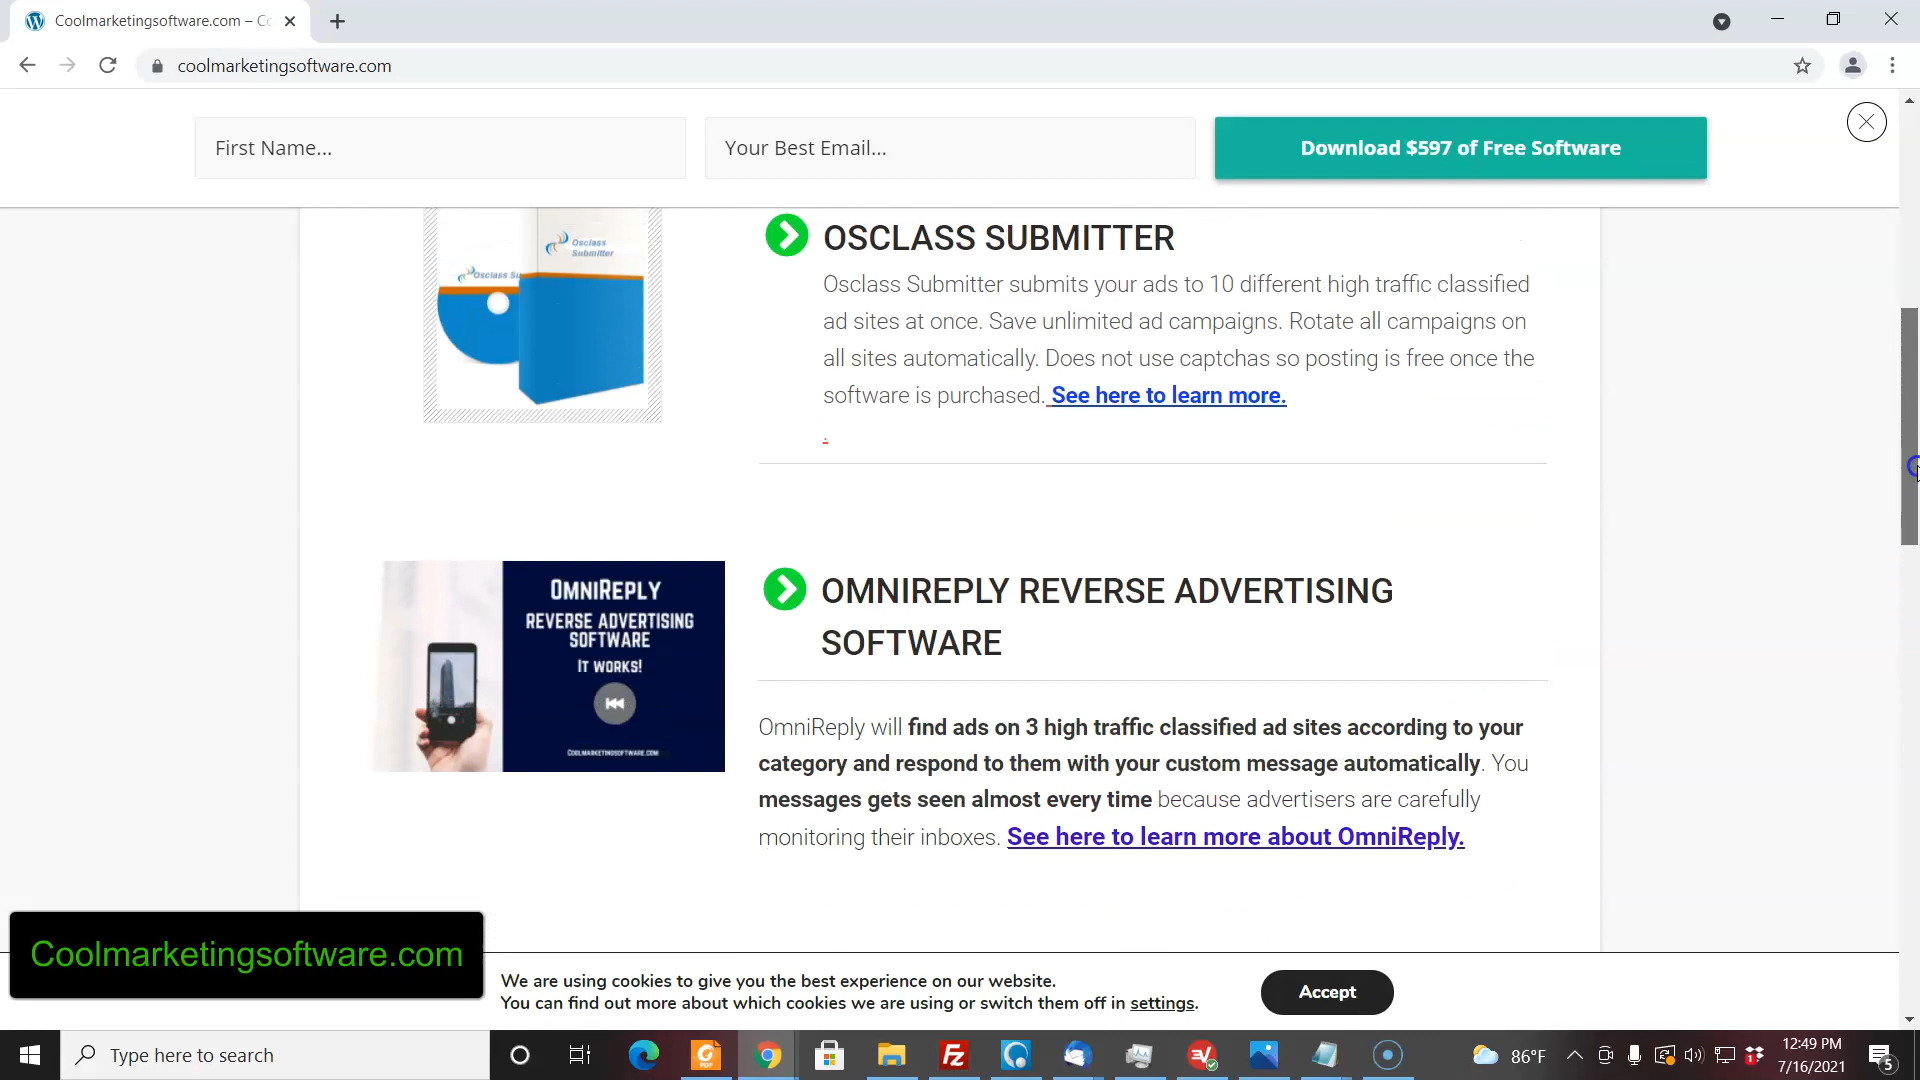 Coolmarketingsoftware.com – Co
coolmarketingsoftware.com
First Name...
Your Best Email...
Download $597 of Free Software
Osclass
Submitter
Osclass Su
OSCLASS SUBMITTER
Osclass Submitter submits your ads to 10 different high traffic classified
ad sites at once. Save unlimited ad campaigns. Rotate all campaigns on
all sites automatically. Does not use captchas so posting is free once the
software is purchased. See here to learn more.
.
OMNIREPLY
REVERSE ADVERTISING
SOFTWARE
IT WORKS!
COOLMARKETINGSOFTWARE.COM
OMNIREPLY REVERSE ADVERTISING
SOFTWARE
OmniReply will find ads on 3 high traffic classified ad sites according to your
category and respond to them with your custom message automatically. You
messages gets seen almost every time because advertisers are carefully
monitoring their inboxes. See here to learn more about OmniReply.
Coolmarketingsoftware.com
We are using cookies to give you the best experience on our website.
You can find out more about which cookies we are using or switch them off in settings.
Accept
Type here to search
86°F
12:49 PM
7/16/2021
5